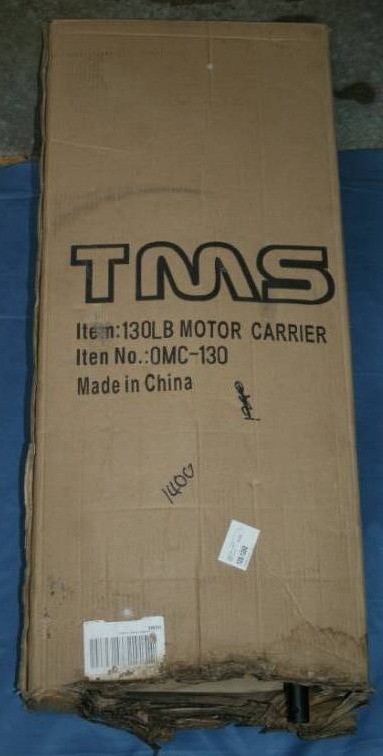 TMS
Item:130LB MOTOR CARRIER
Iten No.:OMC-130
Made in China
1400